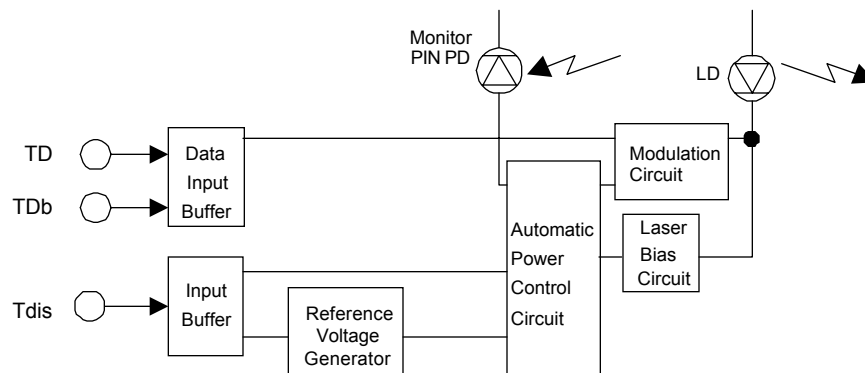 Monitor
PIN PD
LD
TD
TDb
Data
Input
Buffer
Modulation
Circuit
Automatic
Power
Control
Circuit
Laser
Bias
Circuit
Tdis
Input
Buffer
Reference
Voltage
Generator